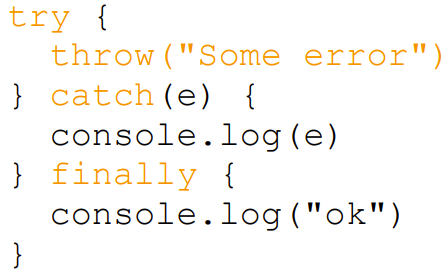 try {
  throw("Some error")
} catch(e) {
  console.log(e)
} finally {
  console.log("ok")
}